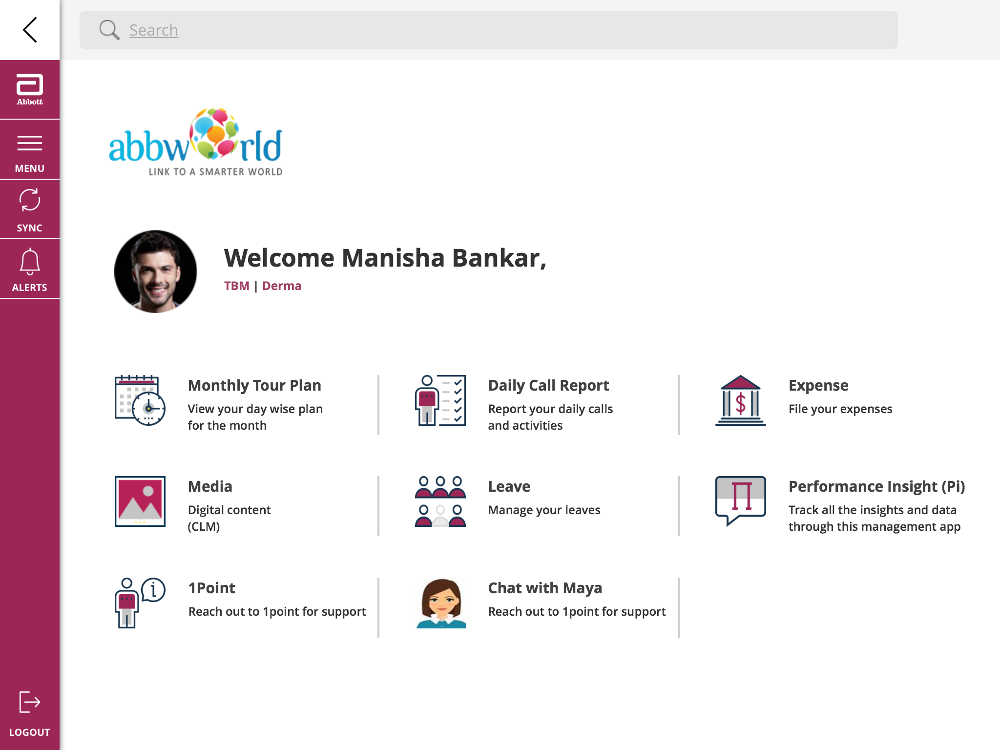 Search
Abbott
MENU
SYNC
ALERTS
LOGOUT
abbworld
LINK TO A SMARTER WORLD
Welcome Manisha Bankar,
TBM | Derma
Monthly Tour Plan
View your day wise plan
for the month
Daily Call Report
Report your daily calls
and activities
Expense
File your expenses
Media
Digital content
(CLM)
Leave
Manage your leaves
Performance Insight (Pi)
Track all the insights and data
through this management app
1Point
Reach out to 1point for support
Chat with Maya
Reach out to 1point for support